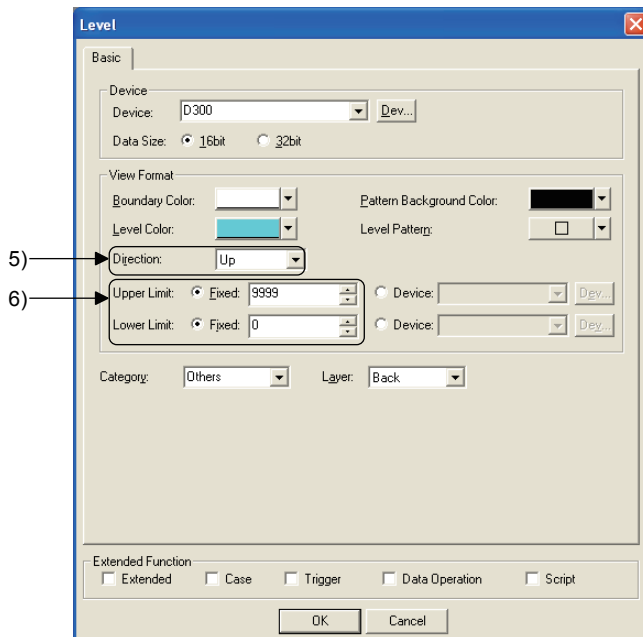 Level
Basic
Device
Device: D300 Dev...
Data Size: 16bit 32bit
View Format
Boundary Color: Pattern Background Color:
Level Color: Level Pattern:
5) Direction: Up
6) Upper Limit: Fixed: 9999 Device: Dev...
Lower Limit: Fixed: 0 Device: Dev...
Category: Others Layer: Back
Extended Function
Extended Case Trigger Data Operation Script
OK Cancel